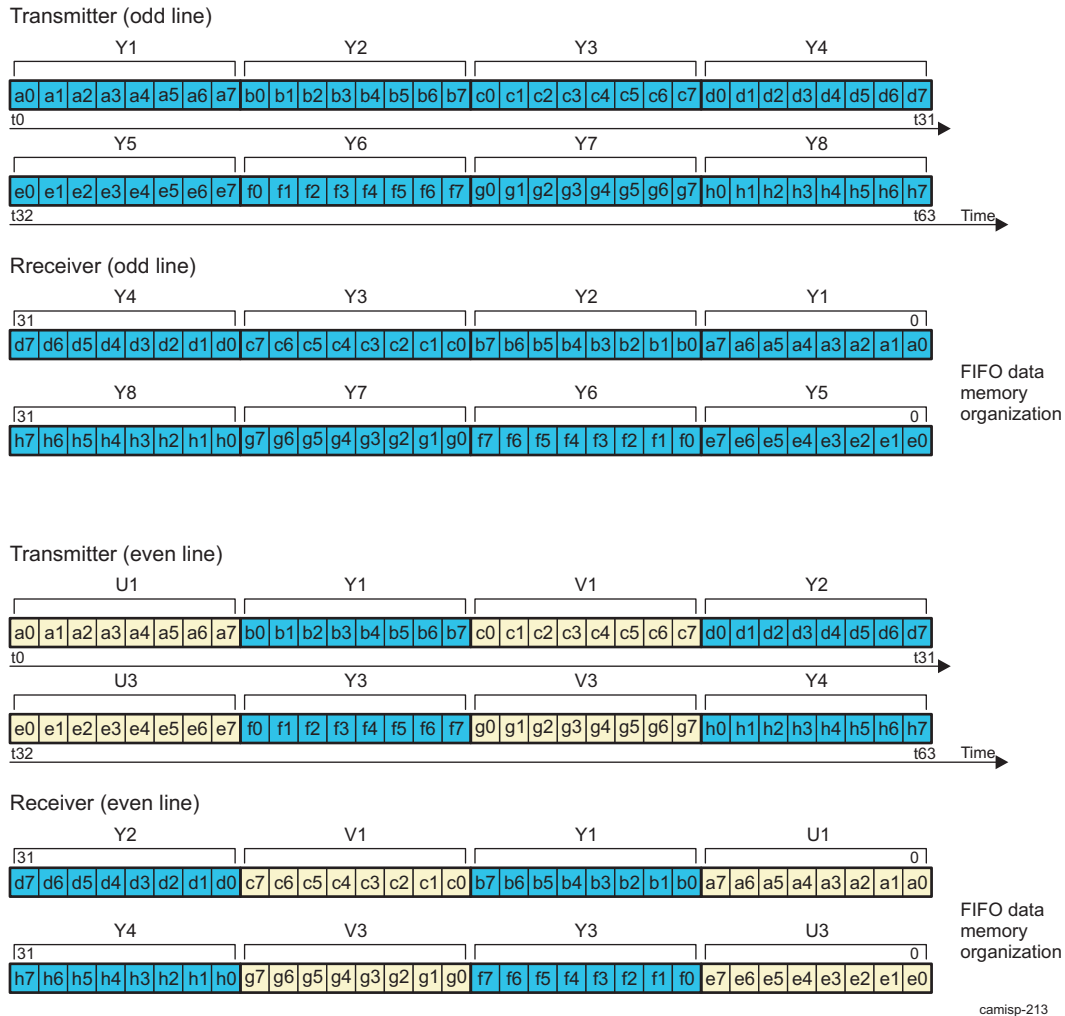 Transmitter (odd line)
Y1 Y2 Y3 Y4
a0 a1 a2 a3 a4 a5 a6 a7 b0 b1 b2 b3 b4 b5 b6 b7 c0 c1 c2 c3 c4 c5 c6 c7 d0 d1 d2 d3 d4 d5 d6 d7
t0 t31
Y5 Y6 Y7 Y8
e0 e1 e2 e3 e4 e5 e6 e7 f0 f1 f2 f3 f4 f5 f6 f7 g0 g1 g2 g3 g4 g5 g6 g7 h0 h1 h2 h3 h4 h5 h6 h7
t32 t63 Time
Rreceiver (odd line)
Y4 Y3 Y2 Y1
31 0
d7 d6 d5 d4 d3 d2 d1 d0 c7 c6 c5 c4 c3 c2 c1 c0 b7 b6 b5 b4 b3 b2 b1 b0 a7 a6 a5 a4 a3 a2 a1 a0
FIFO data
memory
organization
Y8 Y7 Y6 Y5
31 0
h7 h6 h5 h4 h3 h2 h1 h0 g7 g6 g5 g4 g3 g2 g1 g0 f7 f6 f5 f4 f3 f2 f1 f0 e7 e6 e5 e4 e3 e2 e1 e0
Transmitter (even line)
U1 Y1 V1 Y2
a0 a1 a2 a3 a4 a5 a6 a7 b0 b1 b2 b3 b4 b5 b6 b7 c0 c1 c2 c3 c4 c5 c6 c7 d0 d1 d2 d3 d4 d5 d6 d7
t0 t31
U3 Y3 V3 Y4
e0 e1 e2 e3 e4 e5 e6 e7 f0 f1 f2 f3 f4 f5 f6 f7 g0 g1 g2 g3 g4 g5 g6 g7 h0 h1 h2 h3 h4 h5 h6 h7
t32 t63 Time
Receiver (even line)
Y2 V1 Y1 U1
31 0
d7 d6 d5 d4 d3 d2 d1 d0 c7 c6 c5 c4 c3 c2 c1 c0 b7 b6 b5 b4 b3 b2 b1 b0 a7 a6 a5 a4 a3 a2 a1 a0
FIFO data
memory
organization
Y4 V3 Y3 U3
31 0
h7 h6 h5 h4 h3 h2 h1 h0 g7 g6 g5 g4 g3 g2 g1 g0 f7 f6 f5 f4 f3 f2 f1 f0 e7 e6 e5 e4 e3 e2 e1 e0
camisp-213